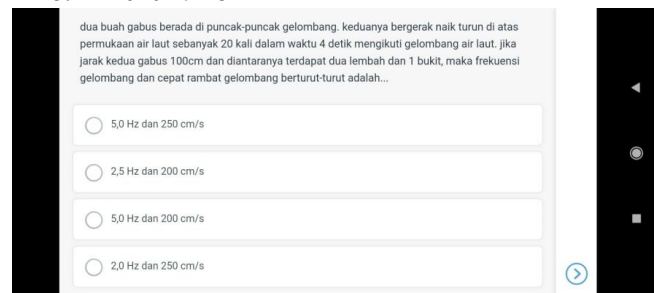 dua buah gabus berada di puncak-puncak gelombang. keduanya bergerak naik turun di atas
permukaan air laut sebanyak 20 kali dalam waktu 4 detik mengikuti gelombang air laut. jika
jarak kedua gabus 100cm dan diantaranya terdapat dua lembah dan 1 bukit, maka frekuensi
gelombang dan cepat rambat gelombang berturut-turut adalah...
5,0 Hz dan 250 cm/s
2,5 Hz dan 200 cm/s
5,0 Hz dan 200 cm/s
2,0 Hz dan 250 cm/s